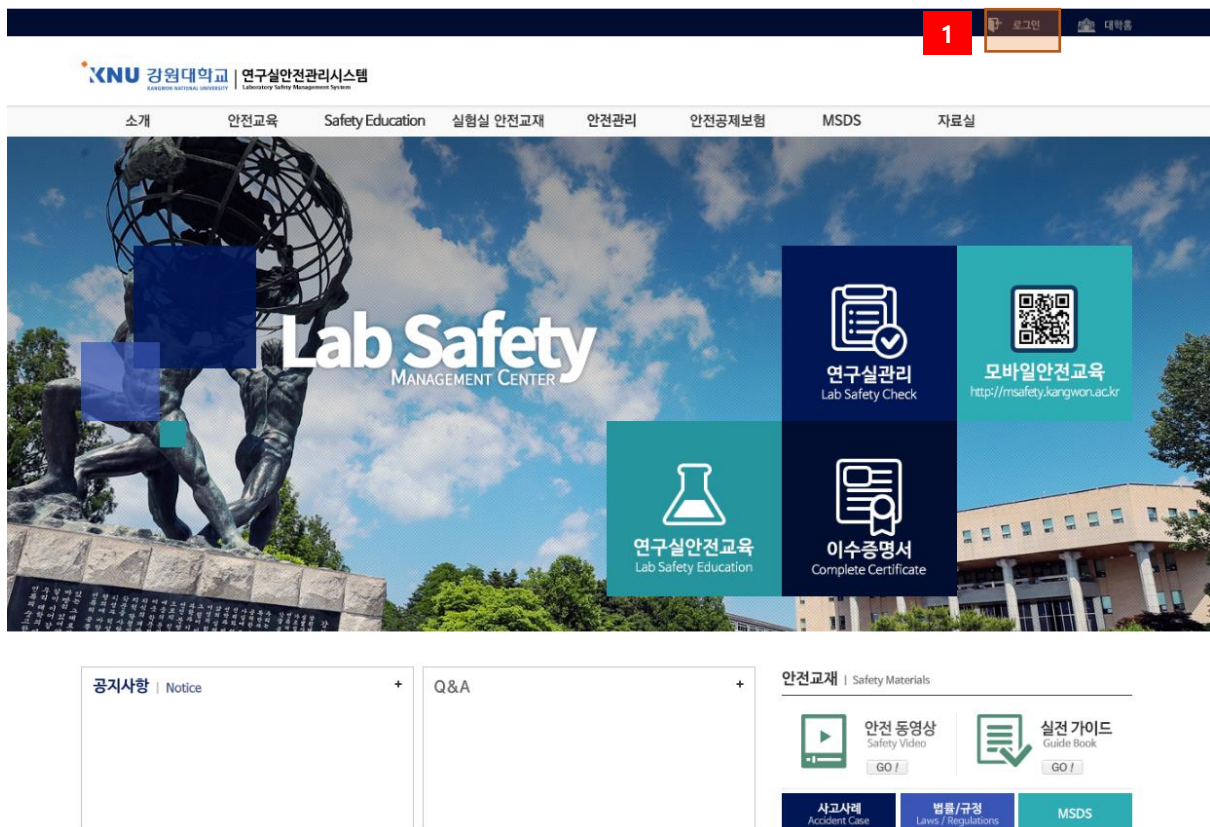 1
로그인
대학홈
KNU 강원대학교
KANGWON NATIONAL UNIVERSITY
연구실안전관리시스템
Laboratory Safety Management System
소개 안전교육 Safety Education 실험실 안전교재 안전관리 안전공제보험 MSDS 자료실
Lab Safety
MANAGEMENT CENTER
연구실관리
Lab Safety Check
모바일안전교육
http://msafety.kangwon.ac.kr
연구실안전교육
Lab Safety Education
이수증명서
Complete Certificate
공지사항 | Notice +
Q&A +
안전교재 | Safety Materials
안전 동영상
Safety Video
GO !
실전 가이드
Guide Book
GO !
사고사례
Accident Case
법률/규정
Laws / Regulations
MSDS